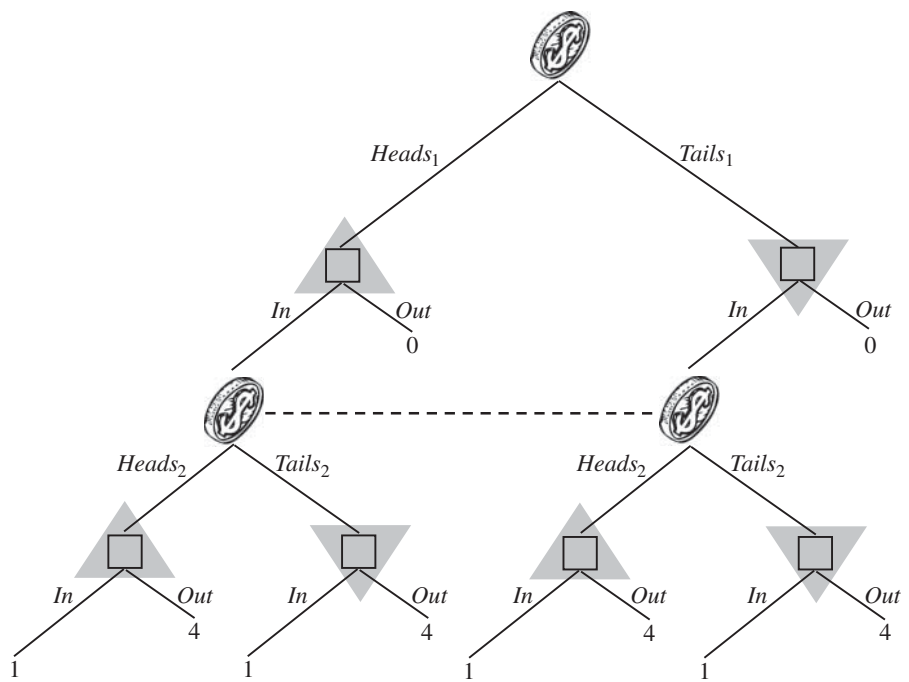 Heads₁ Tails₁
In Out In Out
0 0
Heads₂ Tails₂ Heads₂ Tails₂
In Out In Out In Out In Out
4 4 4 4
1 1 1 1